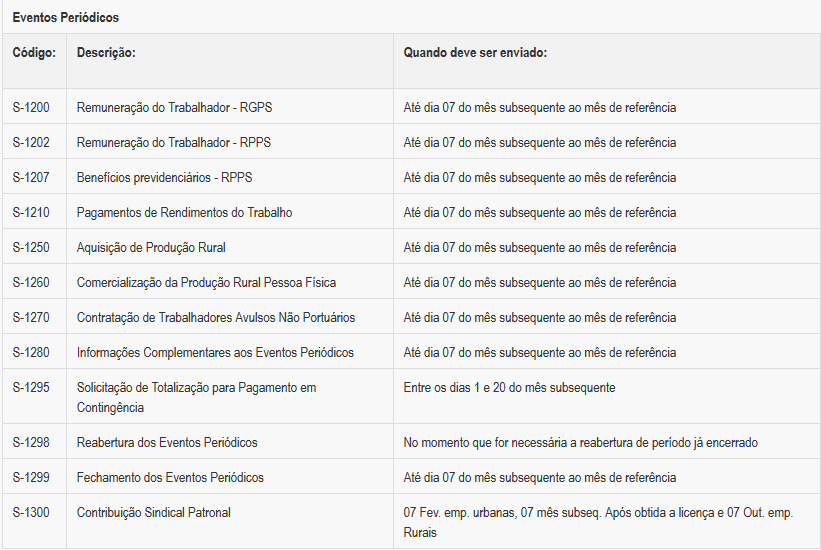 Eventos Periódicos
Código: Descrição: Quando deve ser enviado:
S-1200 Remuneração do Trabalhador - RGPS Até dia 07 do mês subsequente ao mês de referência
S-1202 Remuneração do Trabalhador - RPPS Até dia 07 do mês subsequente ao mês de referência
S-1207 Benefícios previdenciários - RPPS Até dia 07 do mês subsequente ao mês de referência
S-1210 Pagamentos de Rendimentos do Trabalho Até dia 07 do mês subsequente ao mês de referência
S-1250 Aquisição de Produção Rural Até dia 07 do mês subsequente ao mês de referência
S-1260 Comercialização da Produção Rural Pessoa Física Até dia 07 do mês subsequente ao mês de referência
S-1270 Contratação de Trabalhadores Avulsos Não Portuários Até dia 07 do mês subsequente ao mês de referência
S-1280 Informações Complementares aos Eventos Periódicos Até dia 07 do mês subsequente ao mês de referência
S-1295 Solicitação de Totalização para Pagamento em Entre os dias 1 e 20 do mês subsequente
Contingência
S-1298 Reabertura dos Eventos Periódicos No momento que for necessária a reabertura de período já encerrado
S-1299 Fechamento dos Eventos Periódicos Até dia 07 do mês subsequente ao mês de referência
S-1300 Contribuição Sindical Patronal 07 Fev. emp. urbanas, 07 mês subseq. Após obtida a licença e 07 Out. emp.
Rurais